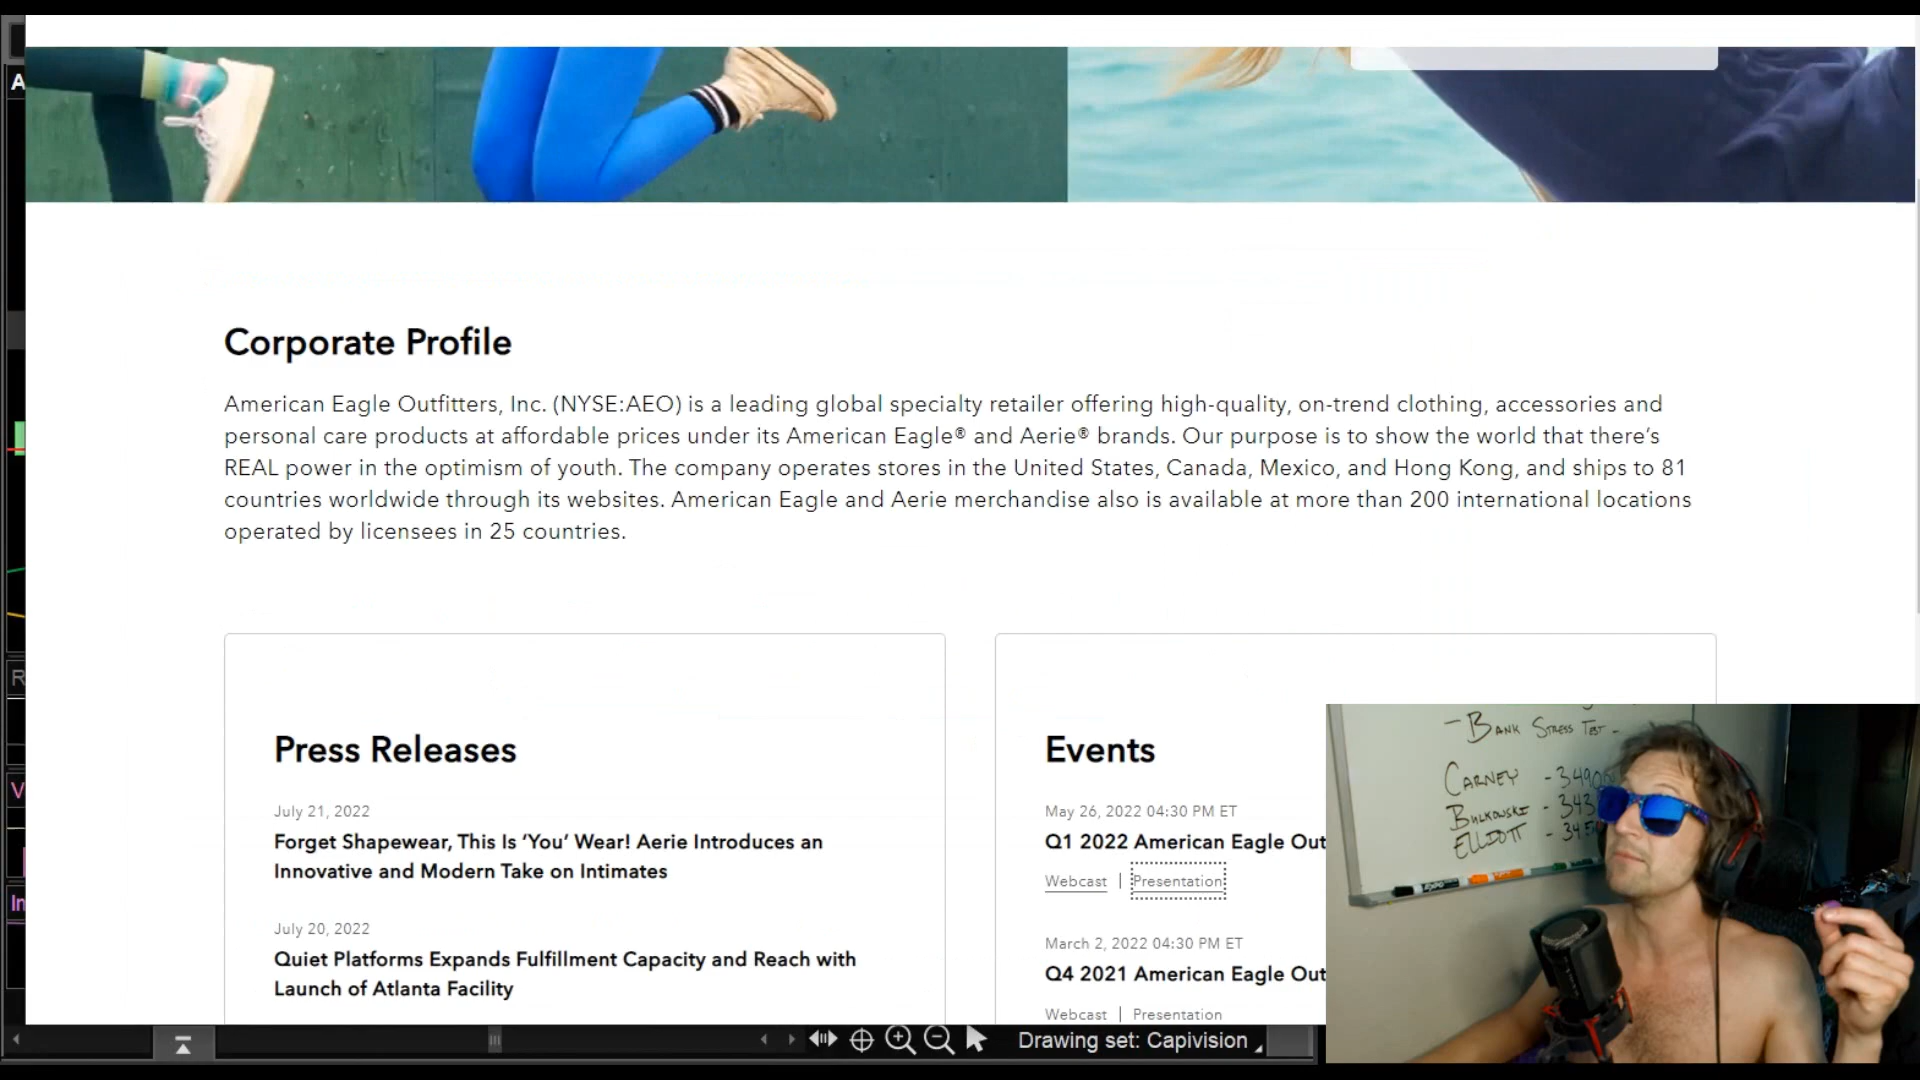 A
Corporate Profile
American Eagle Outfitters, Inc. (NYSE:AEO) is a leading global specialty retailer offering high-quality, on-trend clothing, accessories and
personal care products at affordable prices under its American Eagle® and Aerie® brands. Our purpose is to show the world that there’s
REAL power in the optimism of youth. The company operates stores in the United States, Canada, Mexico, and Hong Kong, and ships to 81
countries worldwide through its websites. American Eagle and Aerie merchandise also is available at more than 200 international locations
operated by licensees in 25 countries.
R
V
In
Press Releases
July 21, 2022
Forget Shapewear, This Is ‘You’ Wear! Aerie Introduces an
Innovative and Modern Take on Intimates
July 20, 2022
Quiet Platforms Expands Fulfillment Capacity and Reach with
Launch of Atlanta Facility
Events
May 26, 2022 04:30 PM ET
Q1 2022 American Eagle Out
Webcast | Presentation
March 2, 2022 04:30 PM ET
Q4 2021 American Eagle Out
Webcast | Presentation
- BANK STRESS TEST -
CARNEY - 3490
BULKOWSKI - 343
ELLIOTT - 34
Drawing set: Capivision